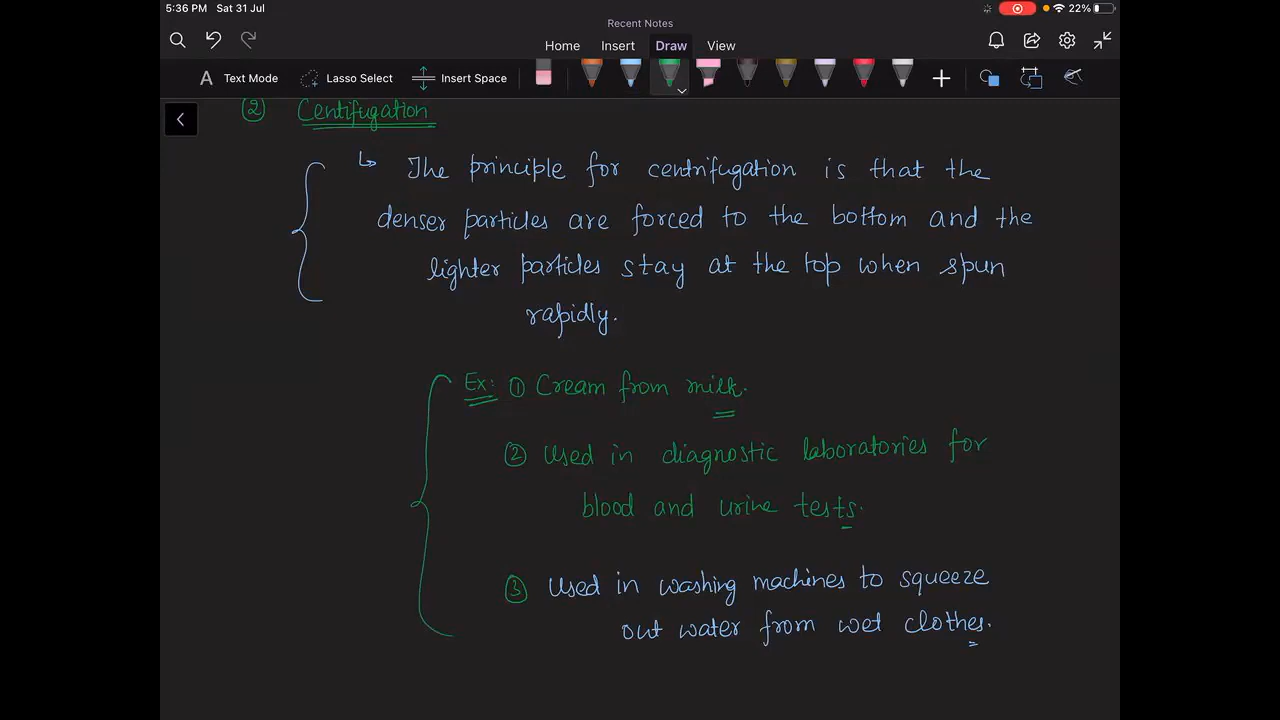 5:36 PM Sat 31 Jul
22%
Recent Notes
Home Insert Draw View
Text Mode Lasso Select Insert Space
② Centifugation
↳ The principle for centrifugation is that the
denser particles are forced to the bottom and the
lighter particles stay at the top when spun
rapidly.
Ex: ① Cream from milk.
② Used in diagnostic laboratories for
blood and urine tests.
③ Used in washing machines to squeeze
out water from wet clothes.